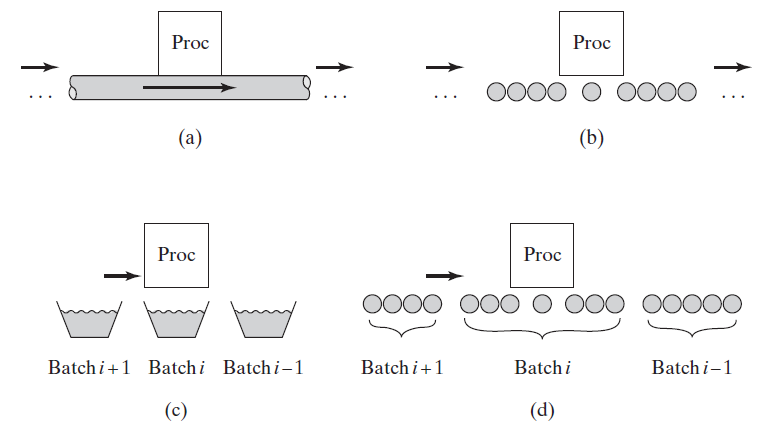 Proc
Proc
... ... ... ...
(a)
(b)
Proc
Proc
Batch i+1 Batch i Batch i−1
Batch i+1 Batch i Batch i−1
(c)
(d)